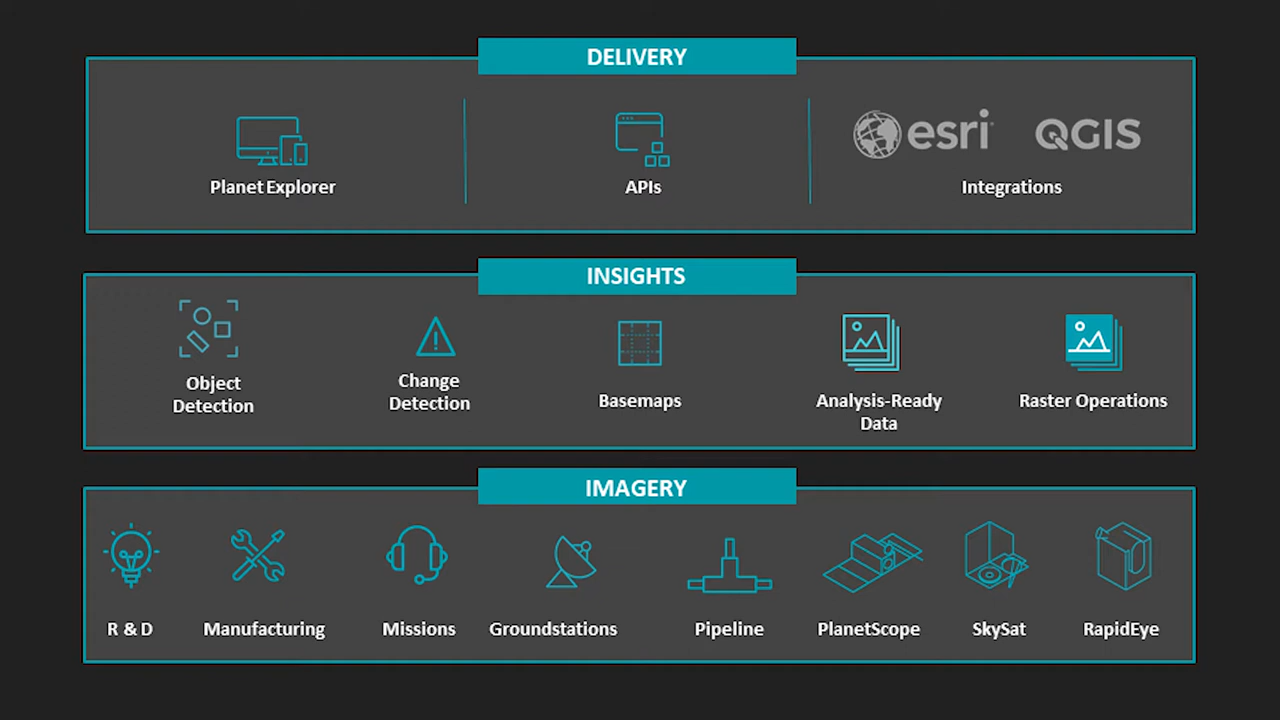 DELIVERY
esri QGIS
Planet Explorer APIs Integrations
INSIGHTS
Object Detection
Change Detection
Basemaps
Analysis-Ready Data
Raster Operations
IMAGERY
R & D Manufacturing Missions Groundstations Pipeline PlanetScope SkySat RapidEye